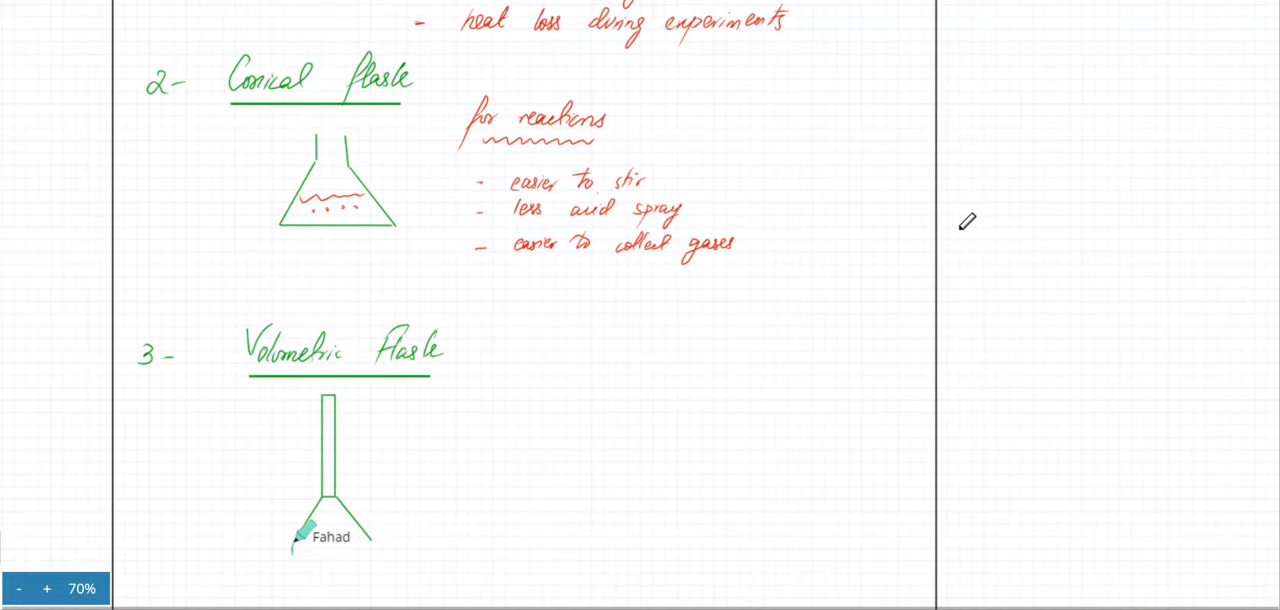 - heat loss during experiments
2- Conical flask
for reactions
- easier to stir
- less acid spray
- easier to collect gases
3- Volumetric Flask
Fahad
- + 70%